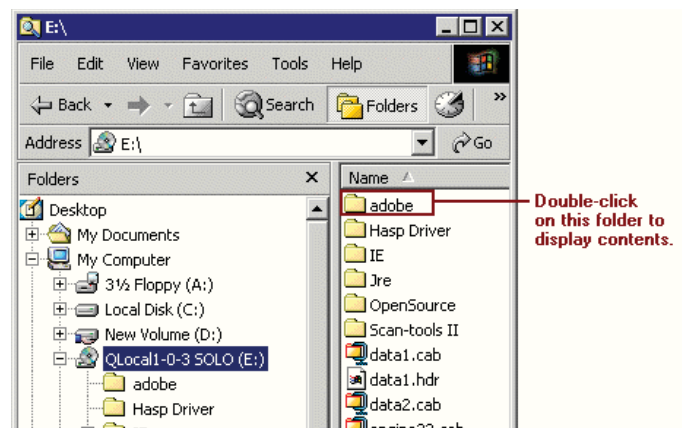 E:\
File Edit View Favorites Tools Help
Back Search Folders »
Address E:\ Go
Folders X
Desktop
My Documents
My Computer
3½ Floppy (A:)
Local Disk (C:)
New Volume (D:)
QLocal1-0-3 SOLO (E:)
adobe
Hasp Driver
Name
adobe
Hasp Driver
IE
Jre
OpenSource
Scan-tools II
data1.cab
data1.hdr
data2.cab
Double-click
on this folder to
display contents.